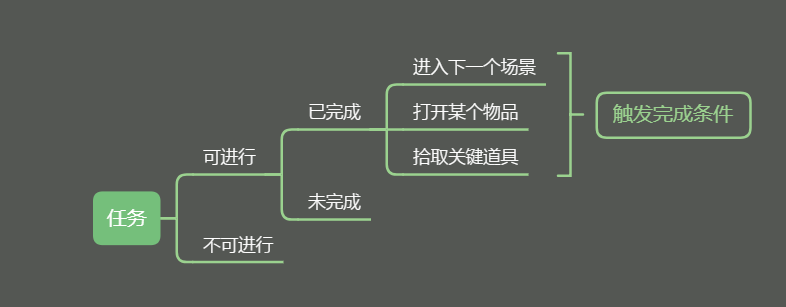 进入下一个场景
已完成
打开某个物品
触发完成条件
可进行
拾取关键道具
任务
未完成
不可进行